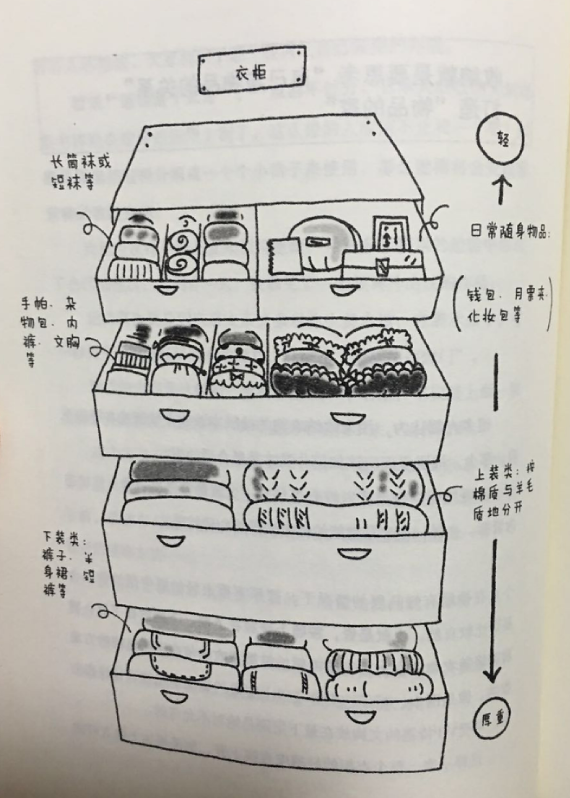 衣柜
轻
长筒袜或
短袜等
日常随身物品:
(钱包. 月票夹.
化妆包等)
手帕. 杂
物包. 内
裤. 文胸
等
上装类: 按
棉质与羊毛
质地分开
下装类:
裤子. 半
身裙. 短
裤等
厚重